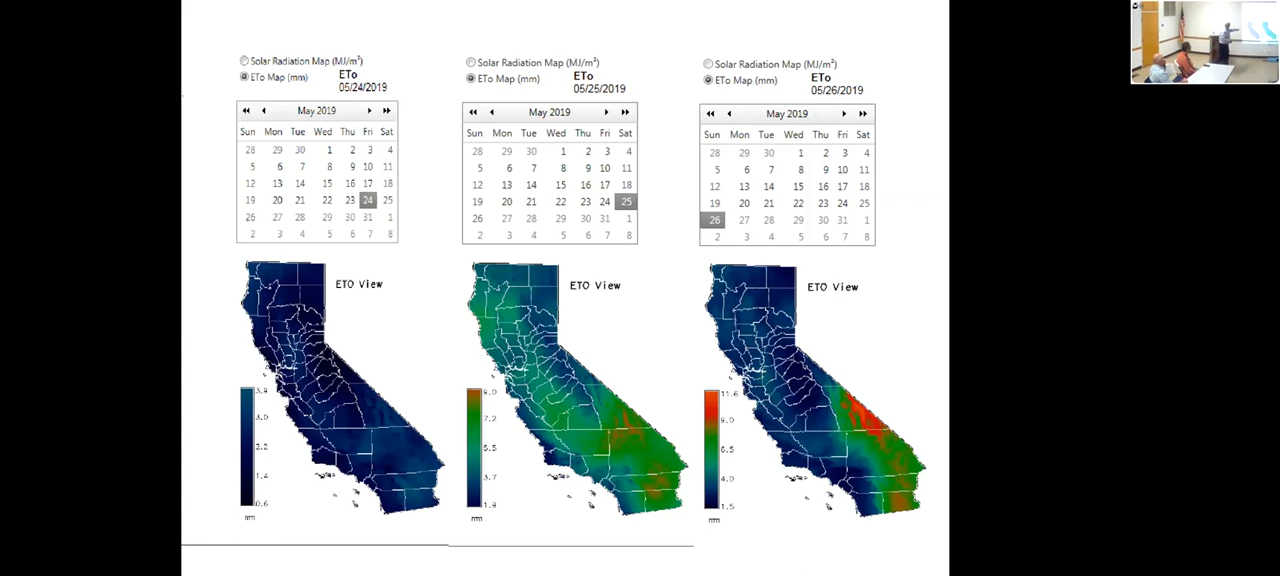 Solar Radiation Map (MJ/m²)
ETo Map (mm)
ETo
05/24/2019
May 2019
Sun Mon Tue Wed Thu Fri Sat
28 29 30 1 2 3 4
5 6 7 8 9 10 11
12 13 14 15 16 17 18
19 20 21 22 23 24 25
26 27 28 29 30 31 1
2 3 4 5 6 7 8
ETO View
3.9
3.0
2.2
1.4
0.6
mm
Solar Radiation Map (MJ/m²)
ETo Map (mm)
ETo
05/25/2019
May 2019
Sun Mon Tue Wed Thu Fri Sat
28 29 30 1 2 3 4
5 6 7 8 9 10 11
12 13 14 15 16 17 18
19 20 21 22 23 24 25
26 27 28 29 30 31 1
2 3 4 5 6 7 8
ETO View
9.0
7.2
5.5
3.7
1.9
mm
Solar Radiation Map (MJ/m²)
ETo Map (mm)
ETo
05/26/2019
May 2019
Sun Mon Tue Wed Thu Fri Sat
28 29 30 1 2 3 4
5 6 7 8 9 10 11
12 13 14 15 16 17 18
19 20 21 22 23 24 25
26 27 28 29 30 31 1
2 3 4 5 6 7 8
ETO View
11.6
9.0
6.5
4.0
1.5
mm